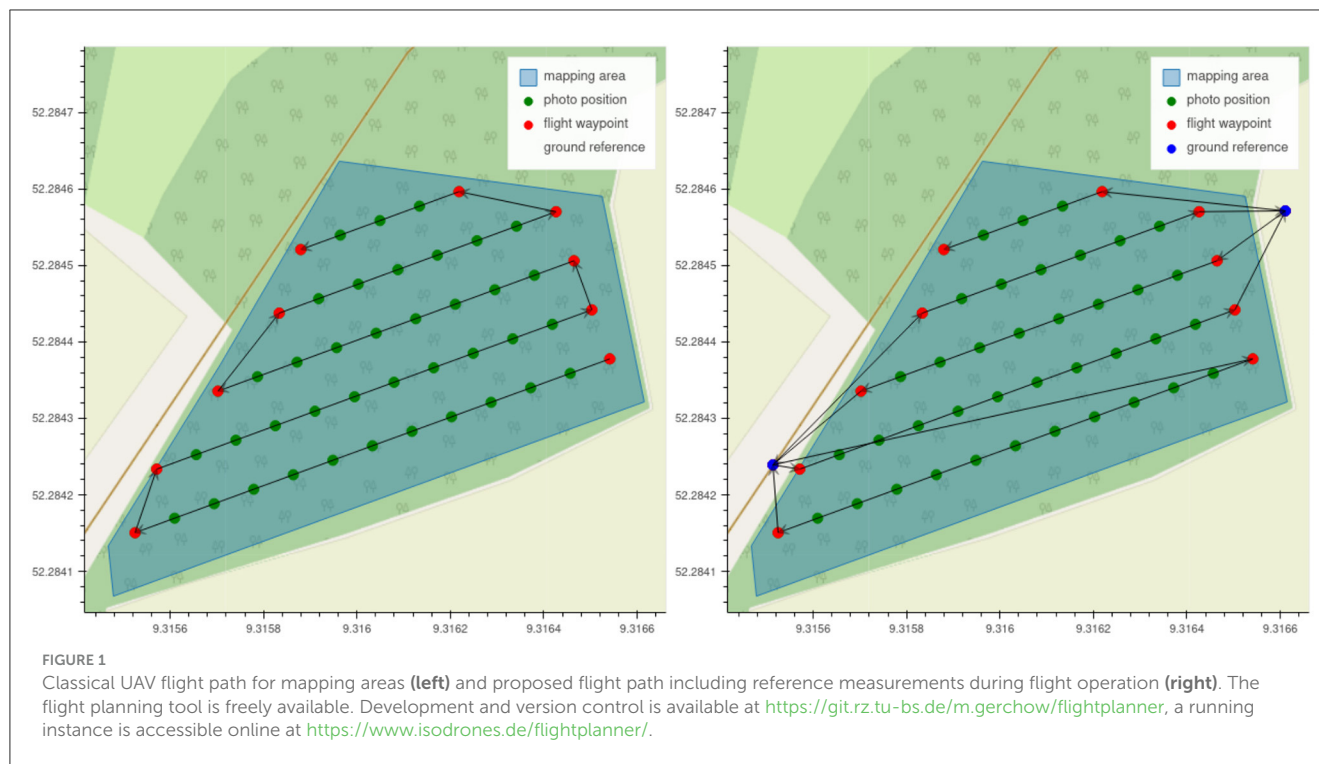 mapping area
photo position
flight waypoint
ground reference
52.2847
52.2846
52.2845
52.2844
52.2843
52.2842
52.2841
9.3156
9.3158
9.316
9.3162
9.3164
9.3166
mapping area
photo position
flight waypoint
ground reference
52.2847
52.2846
52.2845
52.2844
52.2843
52.2842
52.2841
9.3156
9.3158
9.316
9.3162
9.3164
9.3166
FIGURE 1
Classical UAV flight path for mapping areas (left) and proposed flight path including reference measurements during flight operation (right). The
flight planning tool is freely available. Development and version control is available at https://git.rz.tu-bs.de/m.gerchow/flightplanner, a running
instance is accessible online at https://www.isodrones.de/flightplanner/.